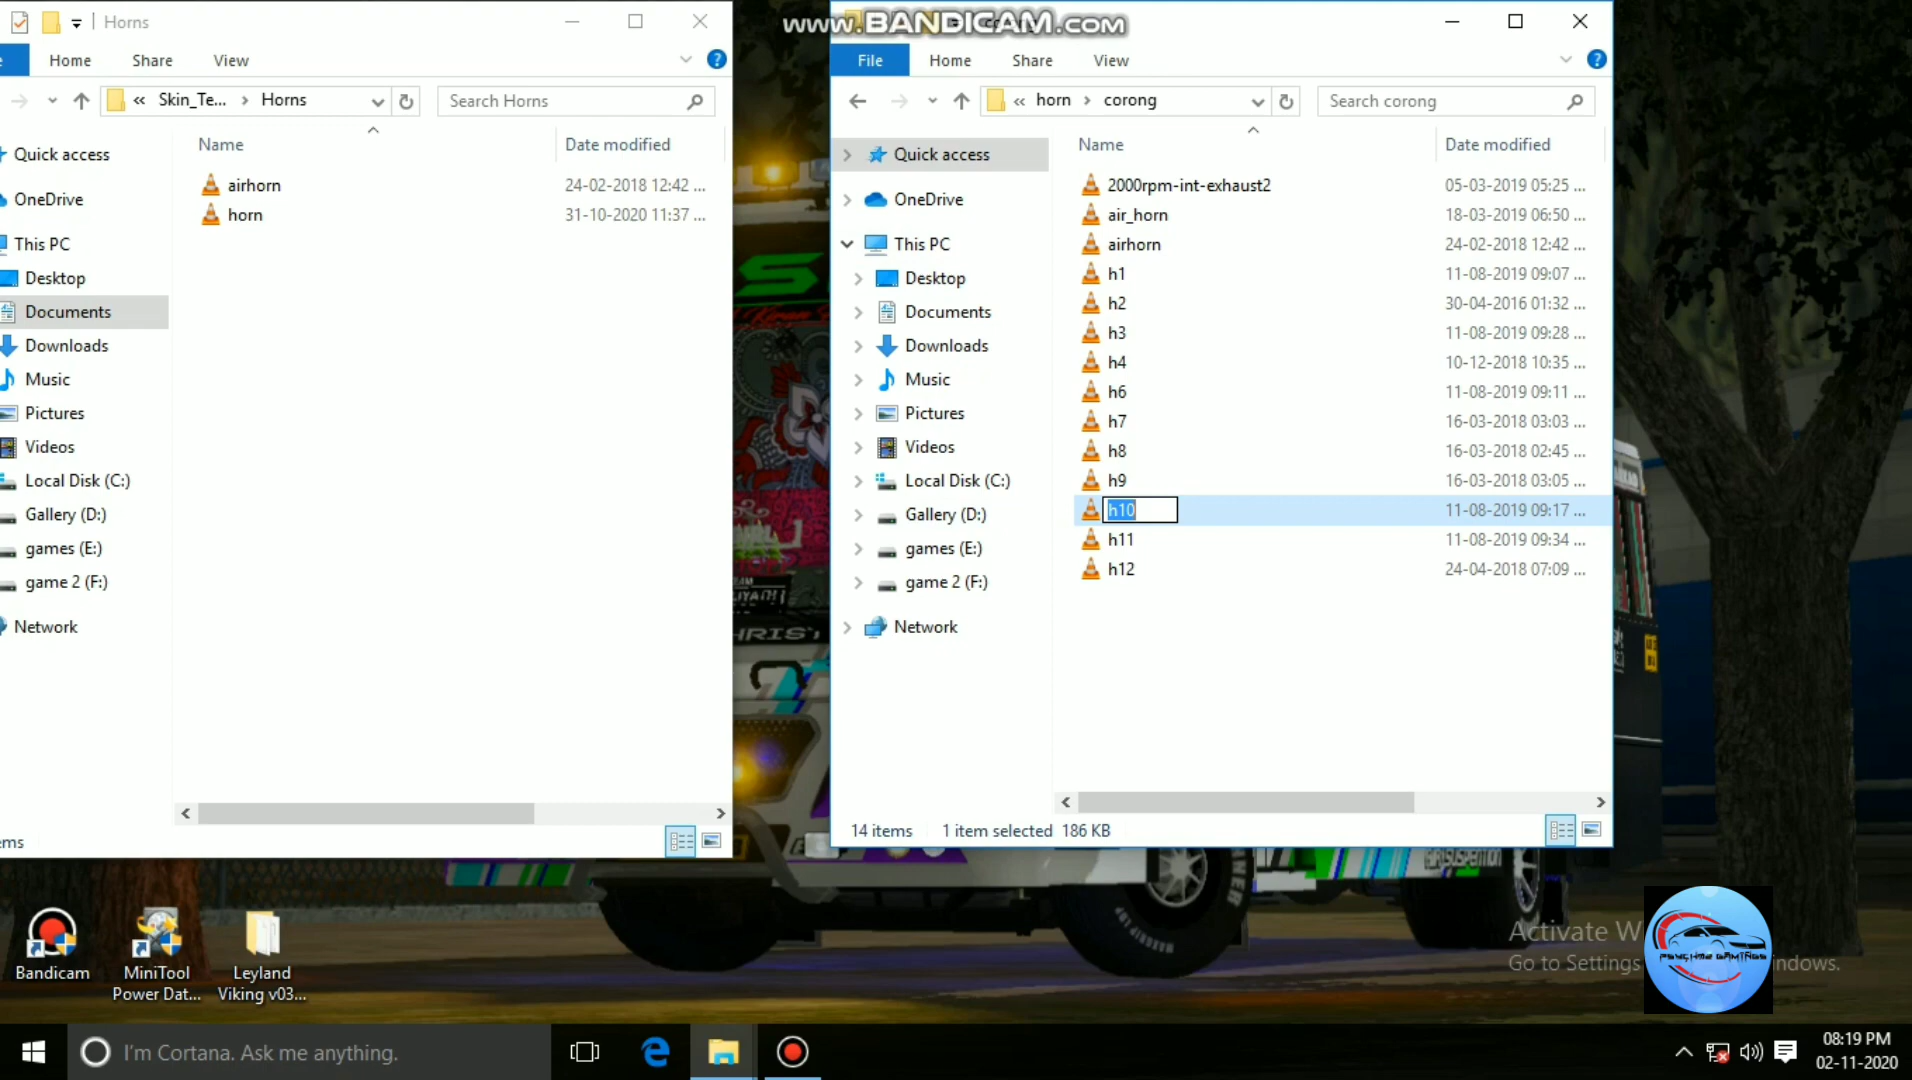 Horns
www.BANDICAM.com
Home Share View
File Home Share View
« Skin_Te... > Horns
Search Horns
« horn > corong
Search corong
Name
Date modified
Quick access
OneDrive
This PC
Desktop
Documents
Downloads
Music
Pictures
Videos
Local Disk (C:)
Gallery (D:)
games (E:)
game 2 (F:)
Network
airhorn 24-02-2018 12:42 ...
horn 31-10-2020 11:37 ...
ems
Quick access
OneDrive
This PC
Desktop
Documents
Downloads
Music
Pictures
Videos
Local Disk (C:)
Gallery (D:)
games (E:)
game 2 (F:)
Network
Name Date modified
2000rpm-int-exhaust2 05-03-2019 05:25 ...
air_horn 18-03-2019 06:50 ...
airhorn 24-02-2018 12:42 ...
h1 11-08-2019 09:07 ...
h2 30-04-2016 01:32 ...
h3 11-08-2019 09:28 ...
h4 10-12-2018 10:35 ...
h6 11-08-2019 09:11 ...
h7 16-03-2018 03:03 ...
h8 16-03-2018 02:45 ...
h9 16-03-2018 03:05 ...
h10 11-08-2019 09:17 ...
h11 11-08-2019 09:34 ...
h12 24-04-2018 07:09 ...
14 items 1 item selected 186 KB
Bandicam
MiniTool
Power Dat...
Leyland
Viking v03...
Activate W
Go to Settings indows.
I'm Cortana. Ask me anything.
08:19 PM
02-11-2020